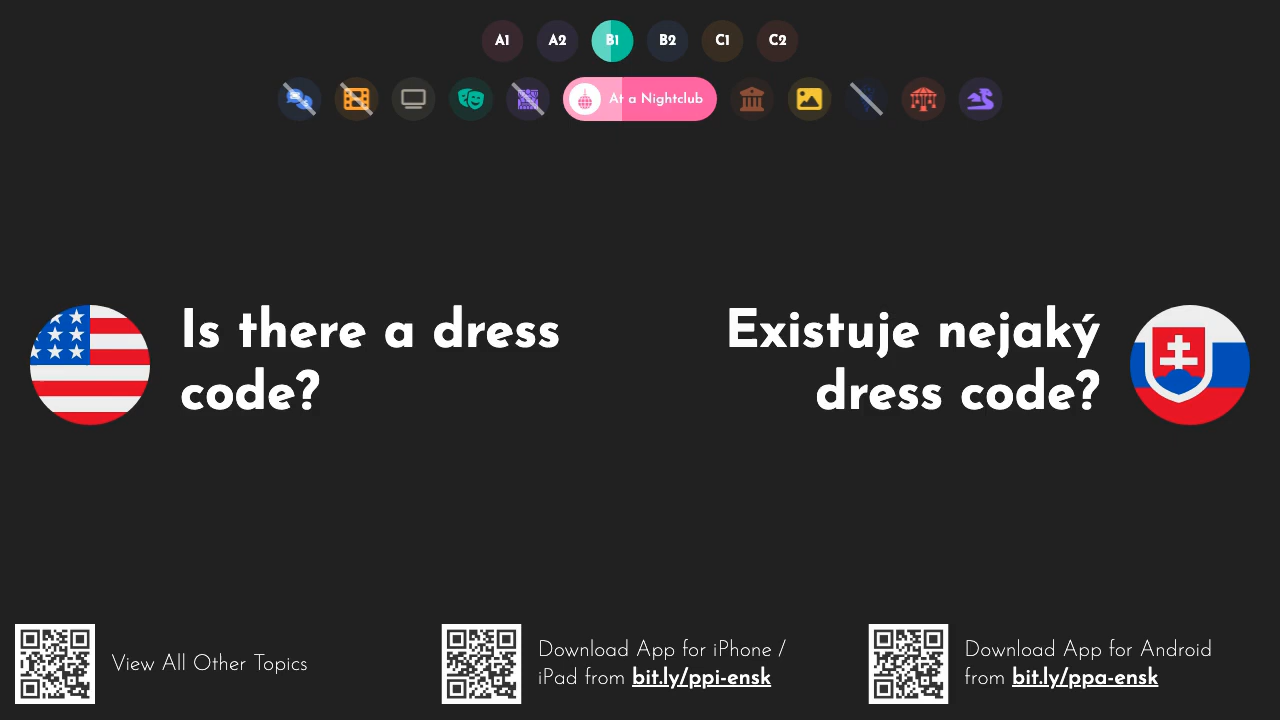 A1 A2 B1 B2 C1 C2
At a Nightclub
Is there a dress
code?
Existuje nejaký
dress code?
View All Other Topics
Download App for iPhone /
iPad from bit.ly/ppi-ensk
Download App for Android
from bit.ly/ppa-ensk